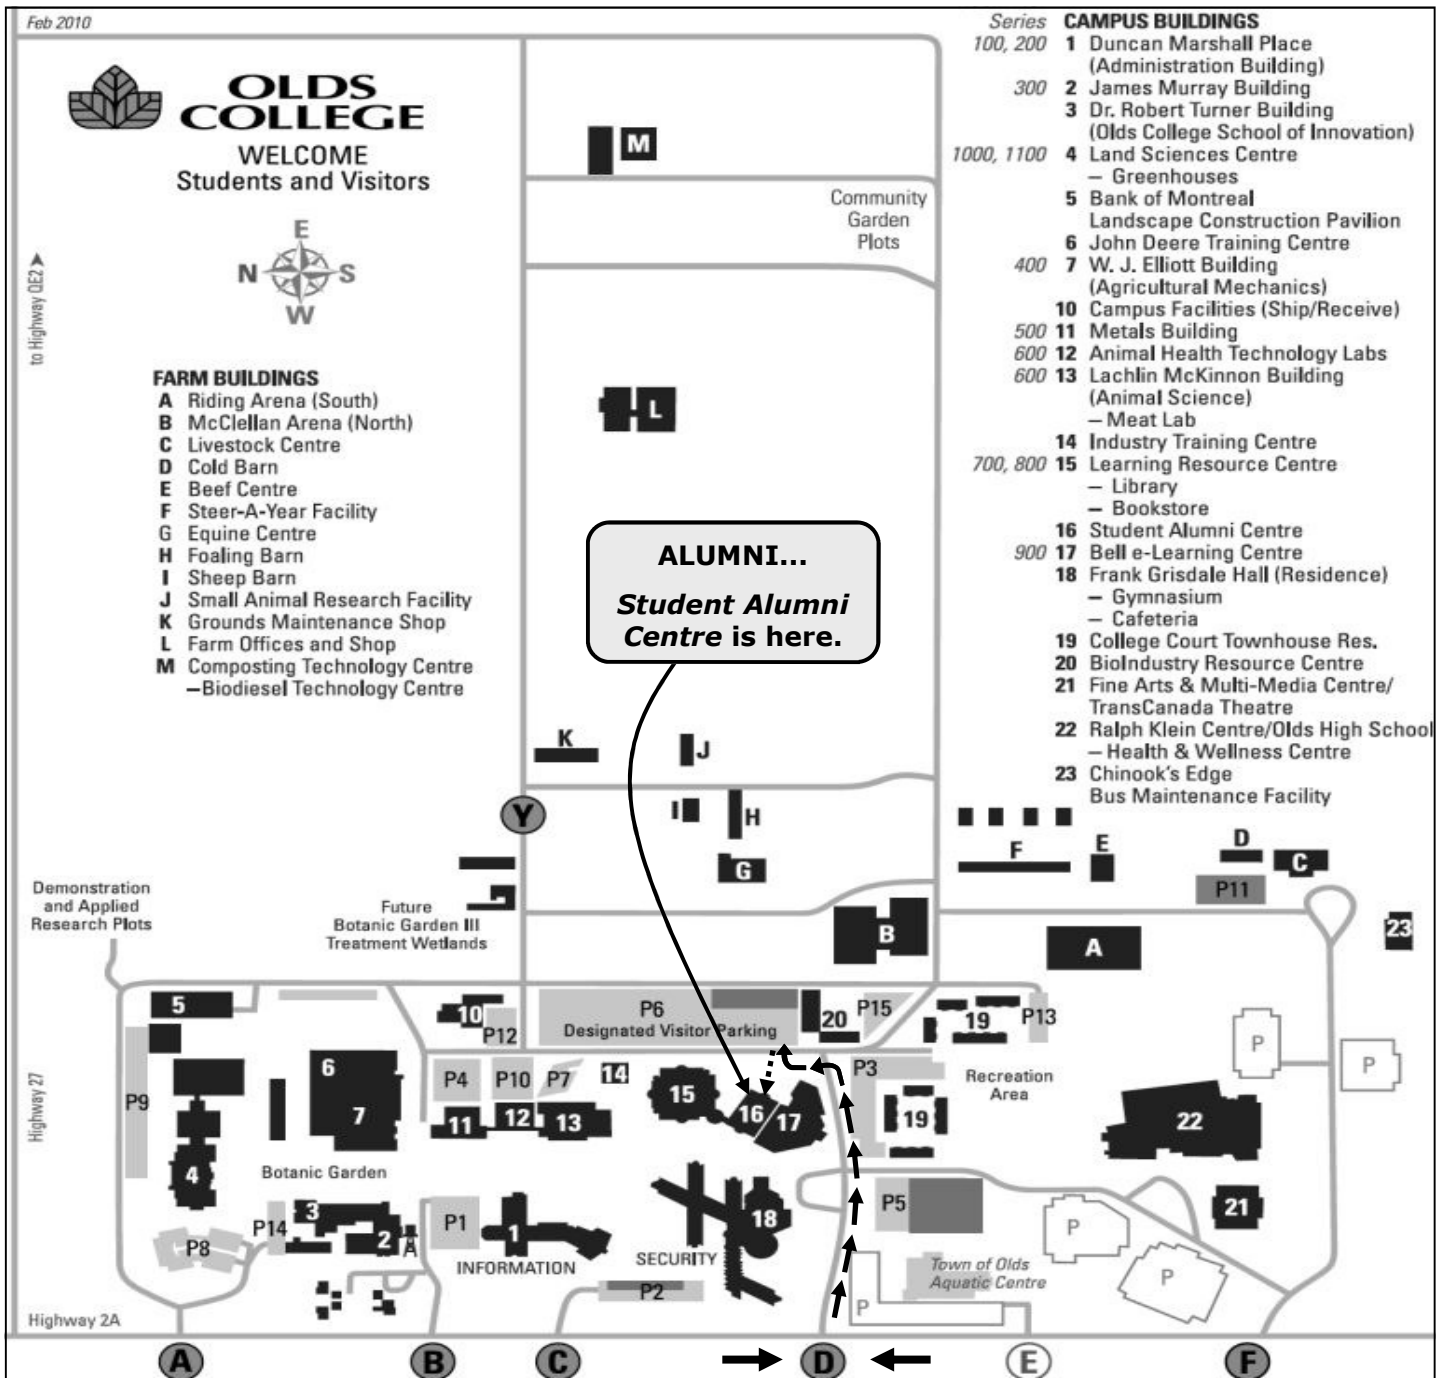 Feb 2010
OLDS
COLLEGE
WELCOME
Students and Visitors
E
N S
W
to Highway QE2
FARM BUILDINGS
A Riding Arena (South)
B McClellan Arena (North)
C Livestock Centre
D Cold Barn
E Beef Centre
F Steer-A-Year Facility
G Equine Centre
H Foaling Barn
I Sheep Barn
J Small Animal Research Facility
K Grounds Maintenance Shop
L Farm Offices and Shop
M Composting Technology Centre
–Biodiesel Technology Centre
Series CAMPUS BUILDINGS
100, 200 1 Duncan Marshall Place
(Administration Building)
300 2 James Murray Building
3 Dr. Robert Turner Building
(Olds College School of Innovation)
1000, 1100 4 Land Sciences Centre
– Greenhouses
5 Bank of Montreal
Landscape Construction Pavilion
6 John Deere Training Centre
400 7 W. J. Elliott Building
(Agricultural Mechanics)
10 Campus Facilities (Ship/Receive)
500 11 Metals Building
600 12 Animal Health Technology Labs
600 13 Lachlin McKinnon Building
(Animal Science)
– Meat Lab
14 Industry Training Centre
700, 800 15 Learning Resource Centre
– Library
– Bookstore
16 Student Alumni Centre
900 17 Bell e-Learning Centre
18 Frank Grisdale Hall (Residence)
– Gymnasium
– Cafeteria
19 College Court Townhouse Res.
20 BioIndustry Resource Centre
21 Fine Arts & Multi-Media Centre/
TransCanada Theatre
22 Ralph Klein Centre/Olds High School
– Health & Wellness Centre
23 Chinook's Edge
Bus Maintenance Facility
M
Community
Garden
Plots
L
ALUMNI...
Student Alumni
Centre is here.
K
J
Y
I
H
G
F
E
D
C
P11
Demonstration
and Applied
Research Plots
Future
Botanic Garden III
Treatment Wetlands
B
A
23
5
10
P12
P6
Designated Visitor Parking
20
P15
19
P13
P
P
Highway 27
P9
6
7
P4
P10
P7
14
15
16
17
P3
Recreation
Area
11
12
13
19
22
4
Botanic Garden
P8
P14
3
2
P1
1
INFORMATION
SECURITY
18
P2
P5
Town of Olds
Aquatic Centre
P
P
P
21
Highway 2A
A
B
C
D
E
F